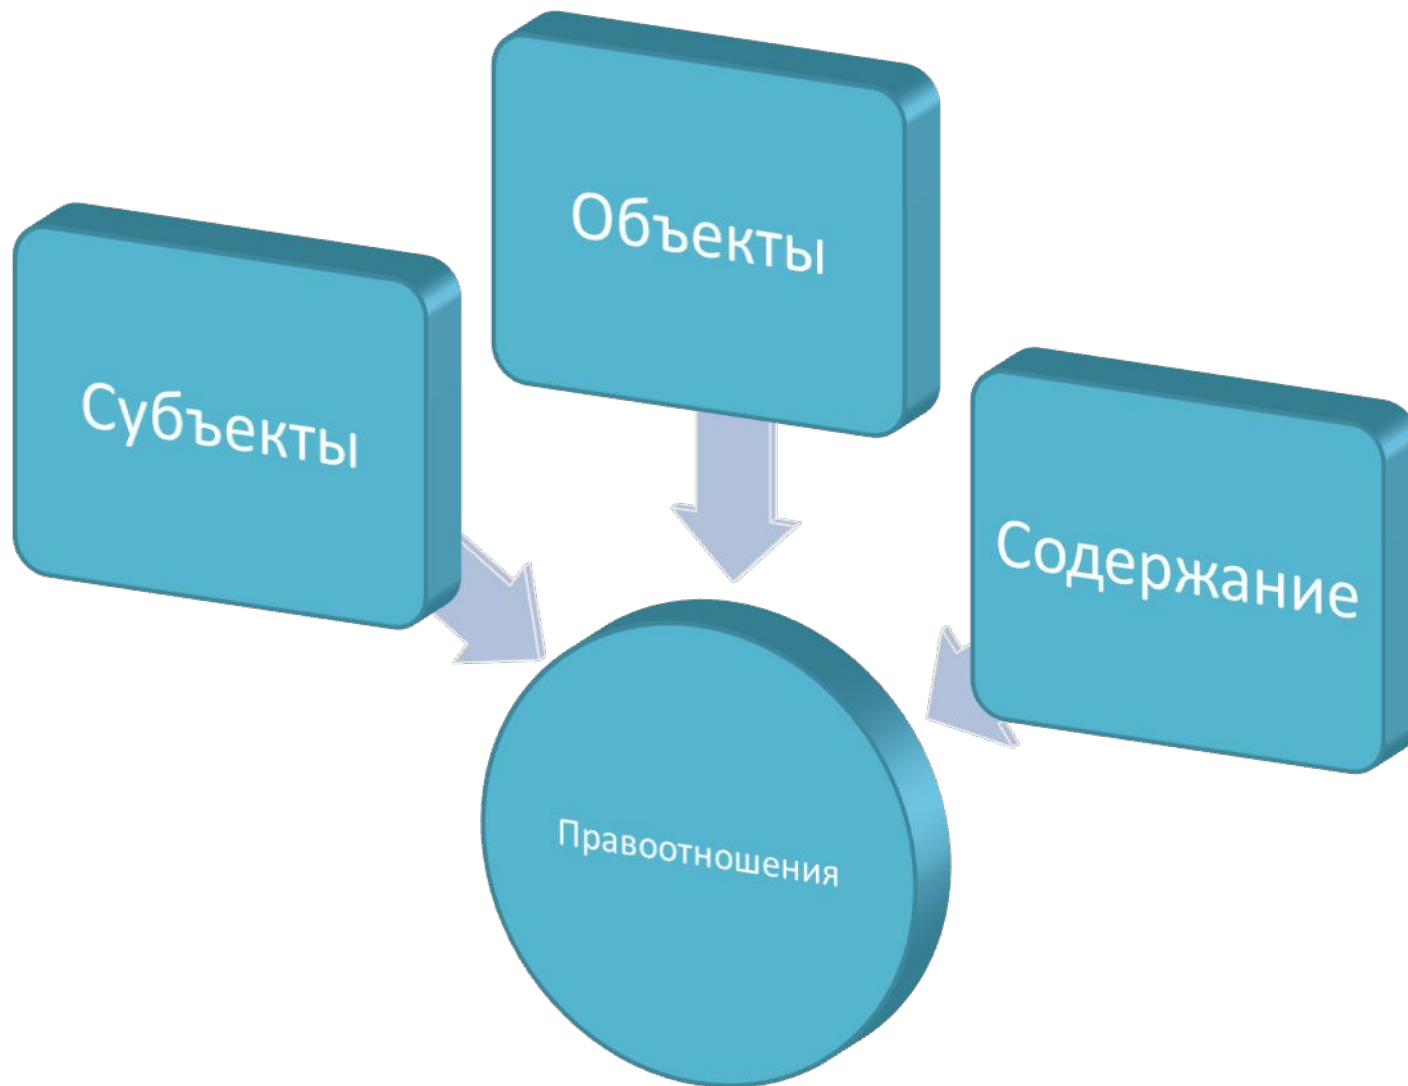 Субъекты
Объекты
Содержание
Правоотношения